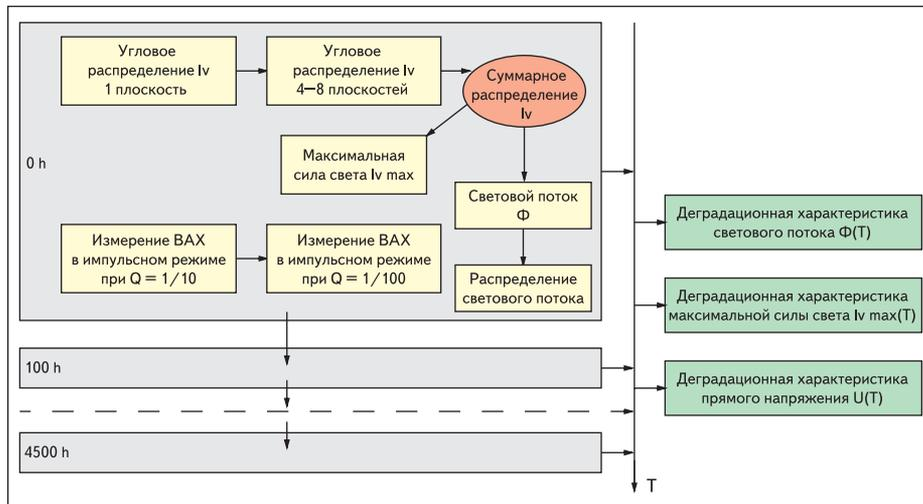 Угловое
распределение Iv
1 плоскость
Угловое
распределение Iv
4—8 плоскостей
Суммарное
распределение
Iv
Максимальная
сила света Iv max
0 h
Световой поток
Ф
Измерение ВАХ
в импульсном режиме
при Q = 1/10
Измерение ВАХ
в импульсном режиме
при Q = 1/100
Распределение
светового потока
Деградационная характеристика
светового потока Ф(T)
Деградационная характеристика
максимальной силы света Iv max(T)
Деградационная характеристика
прямого напряжения U(T)
100 h
4500 h
T